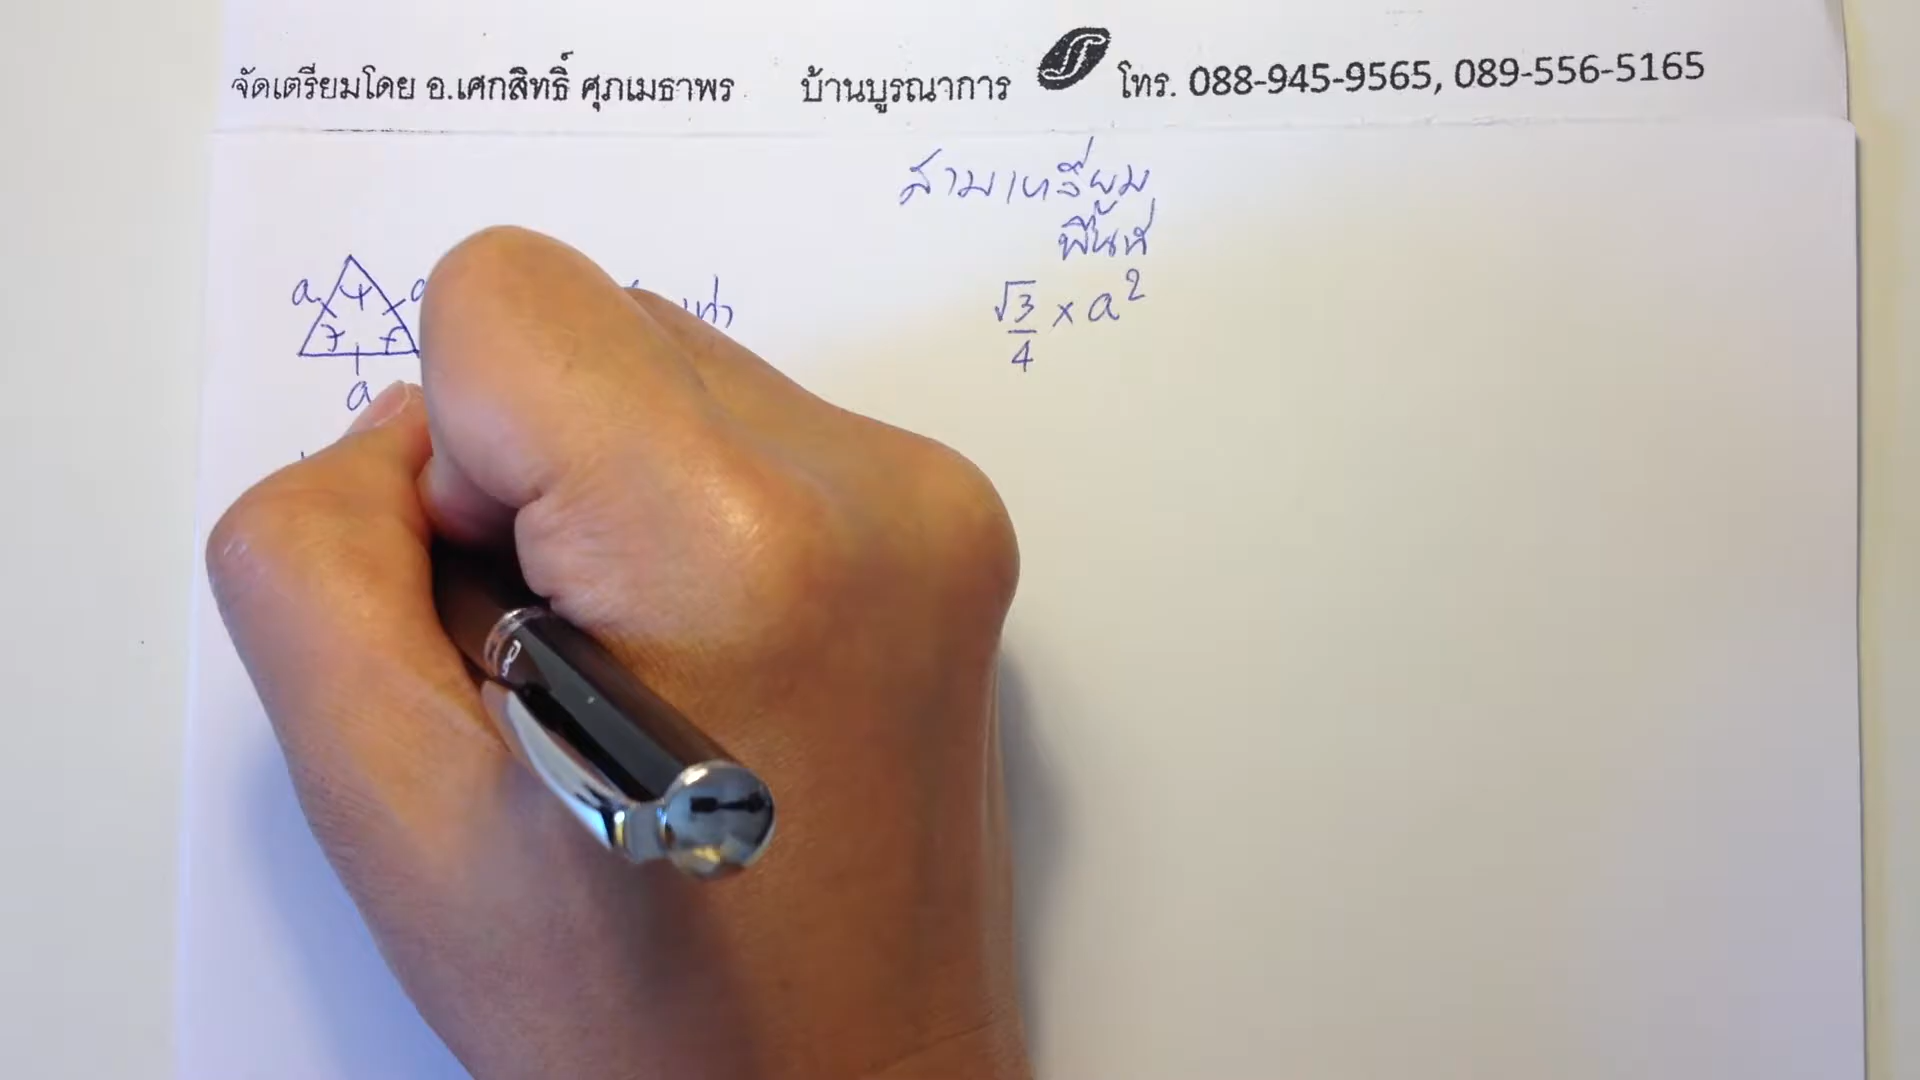 จัดเตรียมโดย อ.เศกสิทธิ์ ศุภเมธาพร บ้านบูรณาการ โทร. 088-945-9565, 089-556-5165
สามเหลี่ยม
พื้นที่
√3/4 × a²
a
a